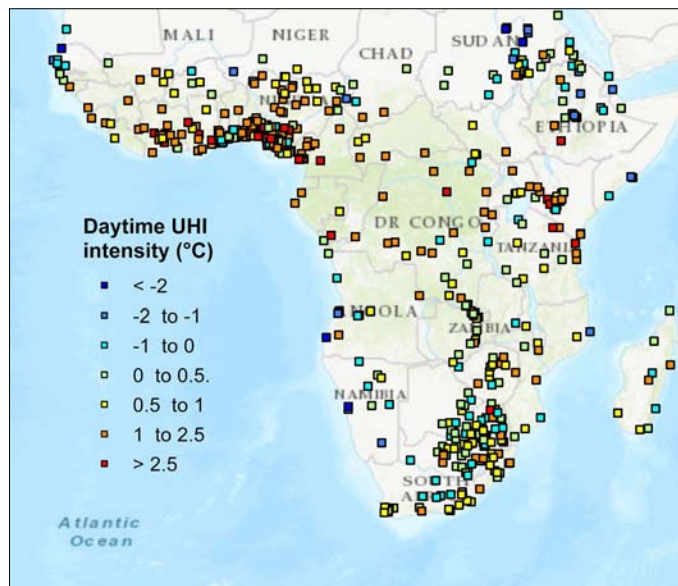 MALI
NIGER
CHAD
SUDAN
ETHIOPIA
DR CONGO
TANZANIA
Daytime UHI
intensity (°C)
< -2
-2 to -1
-1 to 0
0 to 0.5.
0.5 to 1
1 to 2.5
> 2.5
ANGOLA
ZAMBIA
NAMIBIA
SOUTH
Atlantic
Ocean